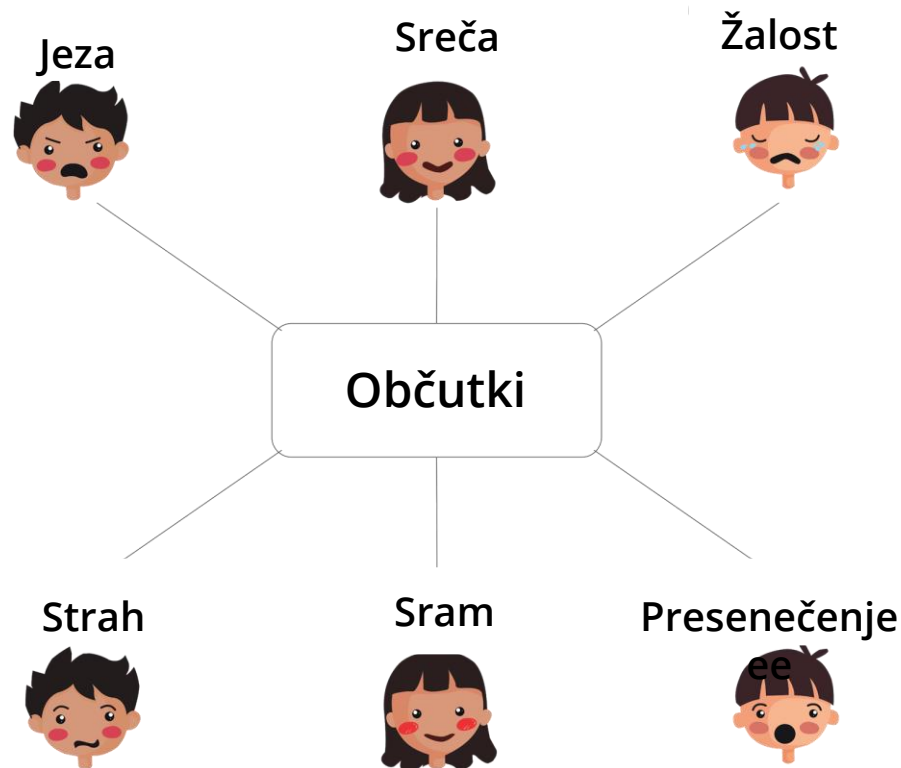 Jeza
Sreča
Žalost
Občutki
Strah
Sram
Presenečenje
ee